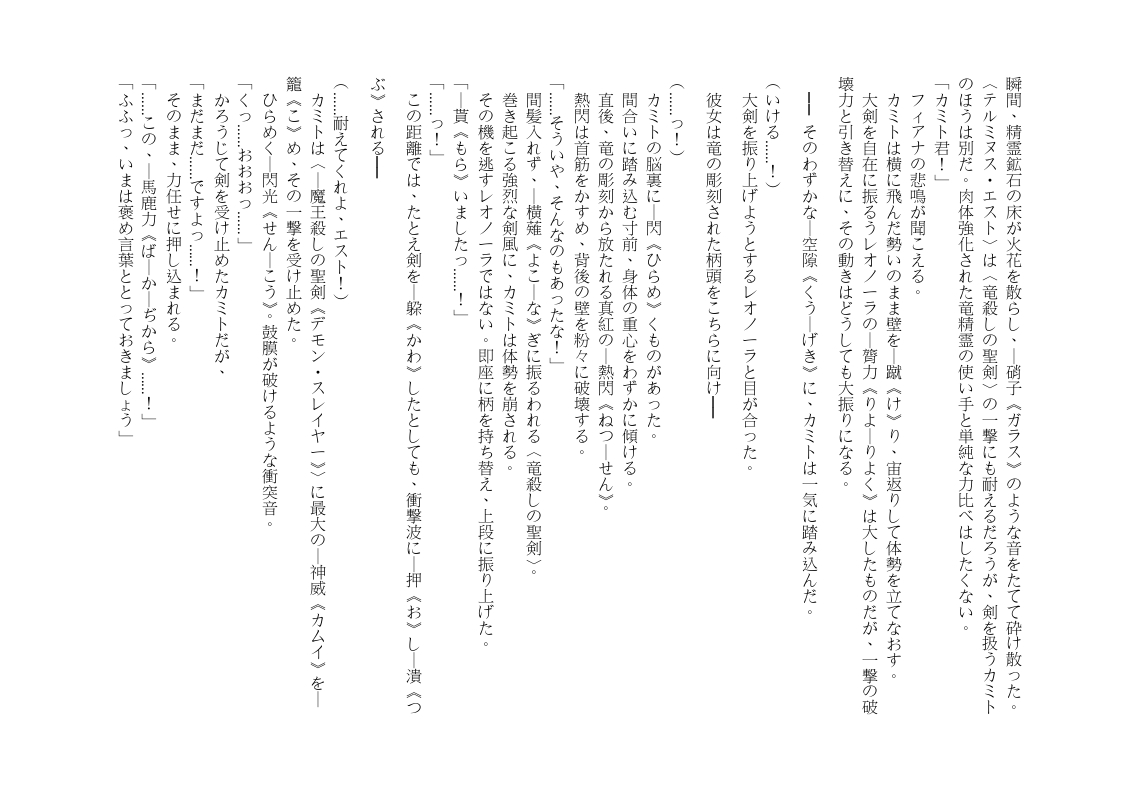 瞬間、精霊鉱石の床が火花を散らし、｜硝子《ガラス》のような音をたてて砕け散った。
〈テルミヌス・エスト〉は〈竜殺しの聖剣〉の一撃にも耐えるだろうが、剣を扱うカミト
のほうは別だ。肉体強化された竜精霊の使い手と単純な力比べはしたくない。
「カミト君！」
フィアナの悲鳴が聞こえる。
カミトは横に飛んだ勢いのまま壁を｜蹴《け》り、宙返りして体勢を立てなおす。
大剣を自在に振るうレオノーラの｜膂力《りよ｜りよく》は大したものだが、一撃の破
壊力と引き替えに、その動きはどうしても大振りになる。
━━ そのわずかな｜空隙《くう｜げき》に、カミトは一気に踏み込んだ。
（いける……！）
大剣を振り上げようとするレオノーラと目が合った。
彼女は竜の彫刻された柄頭をこちらに向け━━
（……っ！）
カミトの脳裏に｜閃《ひらめ》くものがあった。
間合いに踏み込む寸前、身体の重心をわずかに傾ける。
直後、竜の彫刻から放たれる真紅の｜熱閃《ねつ｜せん》。
熱閃は首筋をかすめ、背後の壁を粉々に破壊する。
「……そういや、そんなのもあったな！」
間髪入れず、｜横薙《よこ｜な》ぎに振るわれる〈竜殺しの聖剣〉。
巻き起こる強烈な剣風に、カミトは体勢を崩される。
その機を逃すレオノーラではない。即座に柄を持ち替え、上段に振り上げた。
「｜貰《もら》いましたっ……！」
「……っ！」
この距離では、たとえ剣を｜躱《かわ》したとしても、衝撃波に｜押《お》し｜潰《つ
ぶ》される━━
（……耐えてくれよ、エスト！）
カミトは〈｜魔王殺しの聖剣《デモン・スレイヤー》〉に最大の｜神威《カムイ》を｜
籠《こ》め、その一撃を受け止めた。
ひらめく｜閃光《せん｜こう》。鼓膜が破けるような衝突音。
「くっ……おおおっ……」
かろうじて剣を受け止めたカミトだが、
「まだまだ……ですよっ……！」
そのまま、力任せに押し込まれる。
「……この、｜馬鹿力《ば｜か｜ぢから》……！」
「ふふっ、いまは褒め言葉ととっておきましょう」